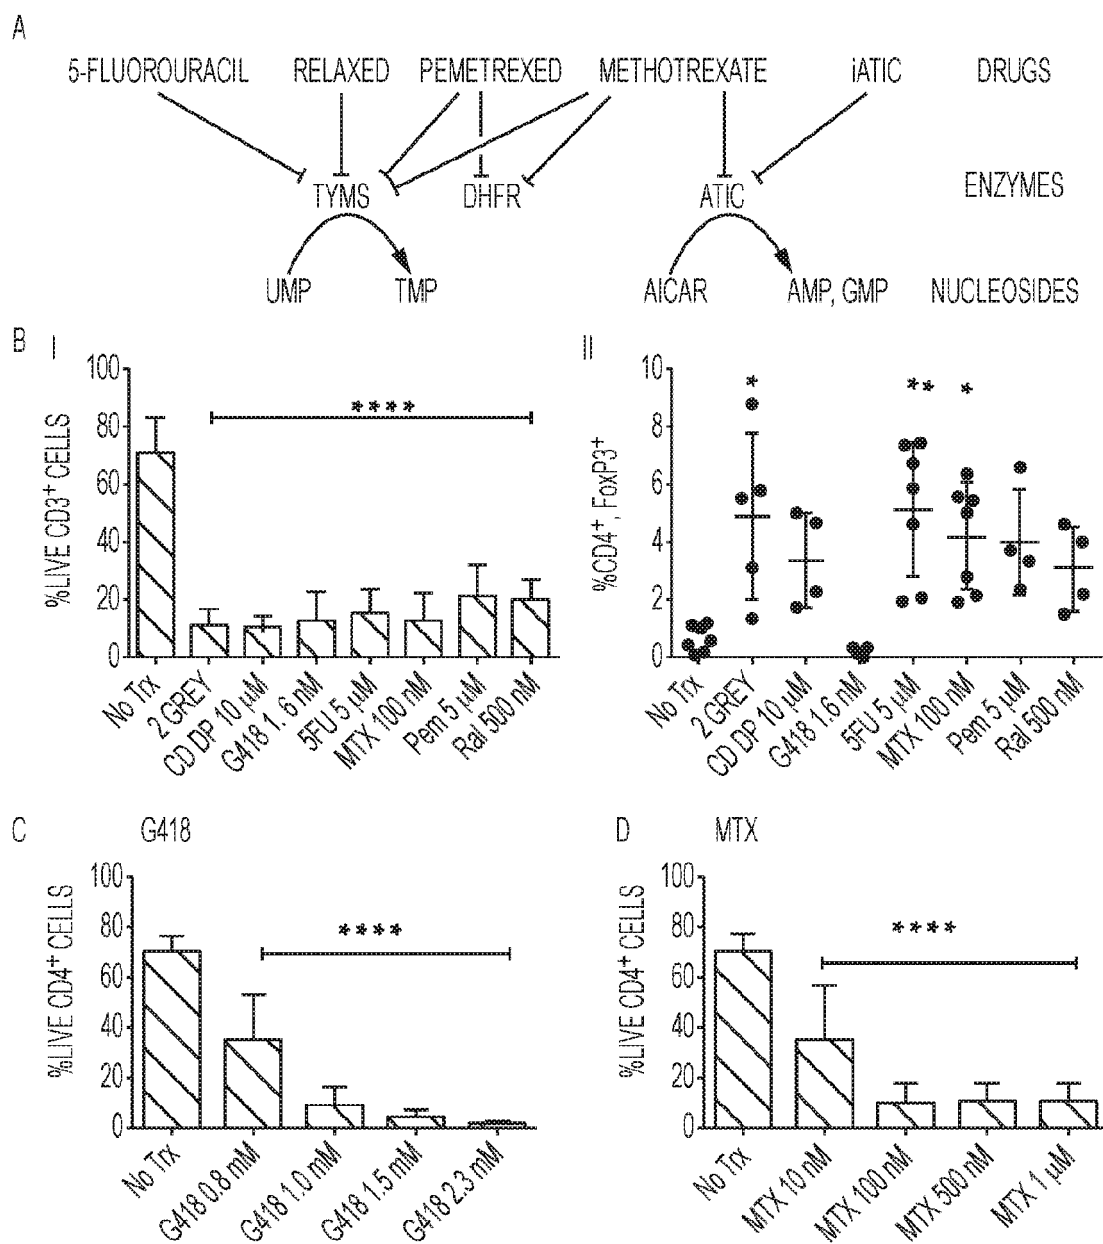 A
5-FLUOROURACIL RELAXED PEMETREXED METHOTREXATE iATIC DRUGS
TYMS DHFR ATIC ENZYMES
UMP TMP AICAR AMP, GMP NUCLEOSIDES
B I
%LIVE CD3+ CELLS
100
80
60
40
20
0
****
No Trx
2 GREY
CD DP 10 µM
G418 1. 6 nM
5FU 5 µM
MTX 100 nM
Pem 5 µM
Ral 500 nM
II
%CD4+, FoxP3+
10
8
6
4
2
0
*
**
*
No Trx
2 GREY
CD DP 10 µM
G418 1.6 nM
5FU 5 µM
MTX 100 nM
Pem 5 µM
Ral 500 nM
C G418
%LIVE CD4+ CELLS
100
80
60
40
20
0
****
No Trx
G418 0.8 mM
G418 1.0 mM
G418 1.5 mM
G418 2.3 mM
D MTX
%LIVE CD4+ CELLS
100
80
60
40
20
0
****
No Trx
MTX 10 nM
MTX 100 nM
MTX 500 nM
MTX 1 µM